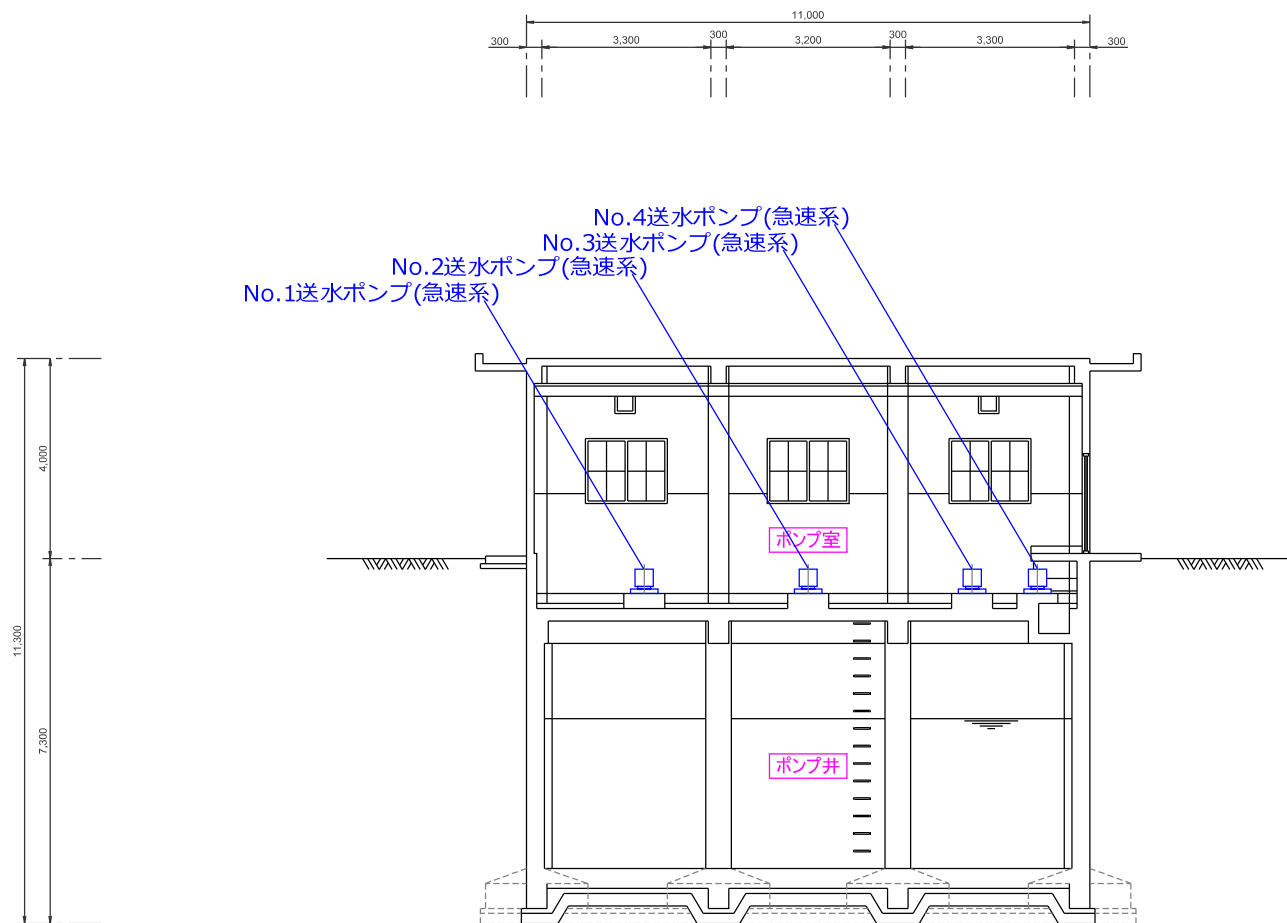 11,000
300 3,300 300 3,200 300 3,300 300
No.4送水ポンプ(急速系)
No.3送水ポンプ(急速系)
No.2送水ポンプ(急速系)
No.1送水ポンプ(急速系)
4,000
ポンプ室
11,300
7,300
ポンプ井